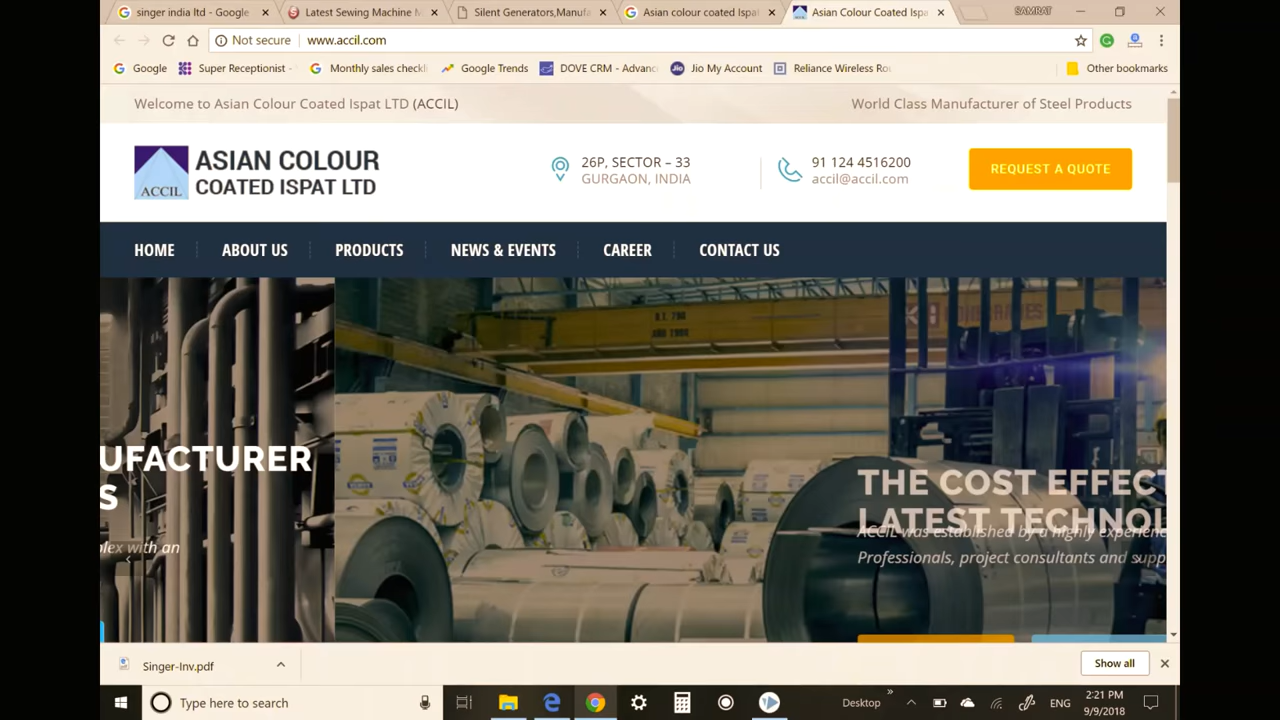 singer india ltd - Google
Latest Sewing Machine M
Silent Generators,Manufa
Asian colour coated Ispat
Asian Colour Coated Ispa
SAMRAT
Not secure
www.accil.com
Google
Super Receptionist -
Monthly sales checkli
Google Trends
DOVE CRM - Advanc
Jio My Account
Reliance Wireless Rou
Other bookmarks
Welcome to Asian Colour Coated Ispat LTD (ACCIL)
World Class Manufacturer of Steel Products
ACCIL
ASIAN COLOUR
COATED ISPAT LTD
26P, SECTOR – 33
GURGAON, INDIA
91 124 4516200
accil@accil.com
REQUEST A QUOTE
HOME
ABOUT US
PRODUCTS
NEWS & EVENTS
CAREER
CONTACT US
UFACTURER
S
plex with an
THE COST EFFECT
LATEST TECHNOL
ACCIL was established by a highly experienc
Professionals, project consultants and supp
Singer-Inv.pdf
Show all
Type here to search
Desktop
ENG
2:21 PM
9/9/2018